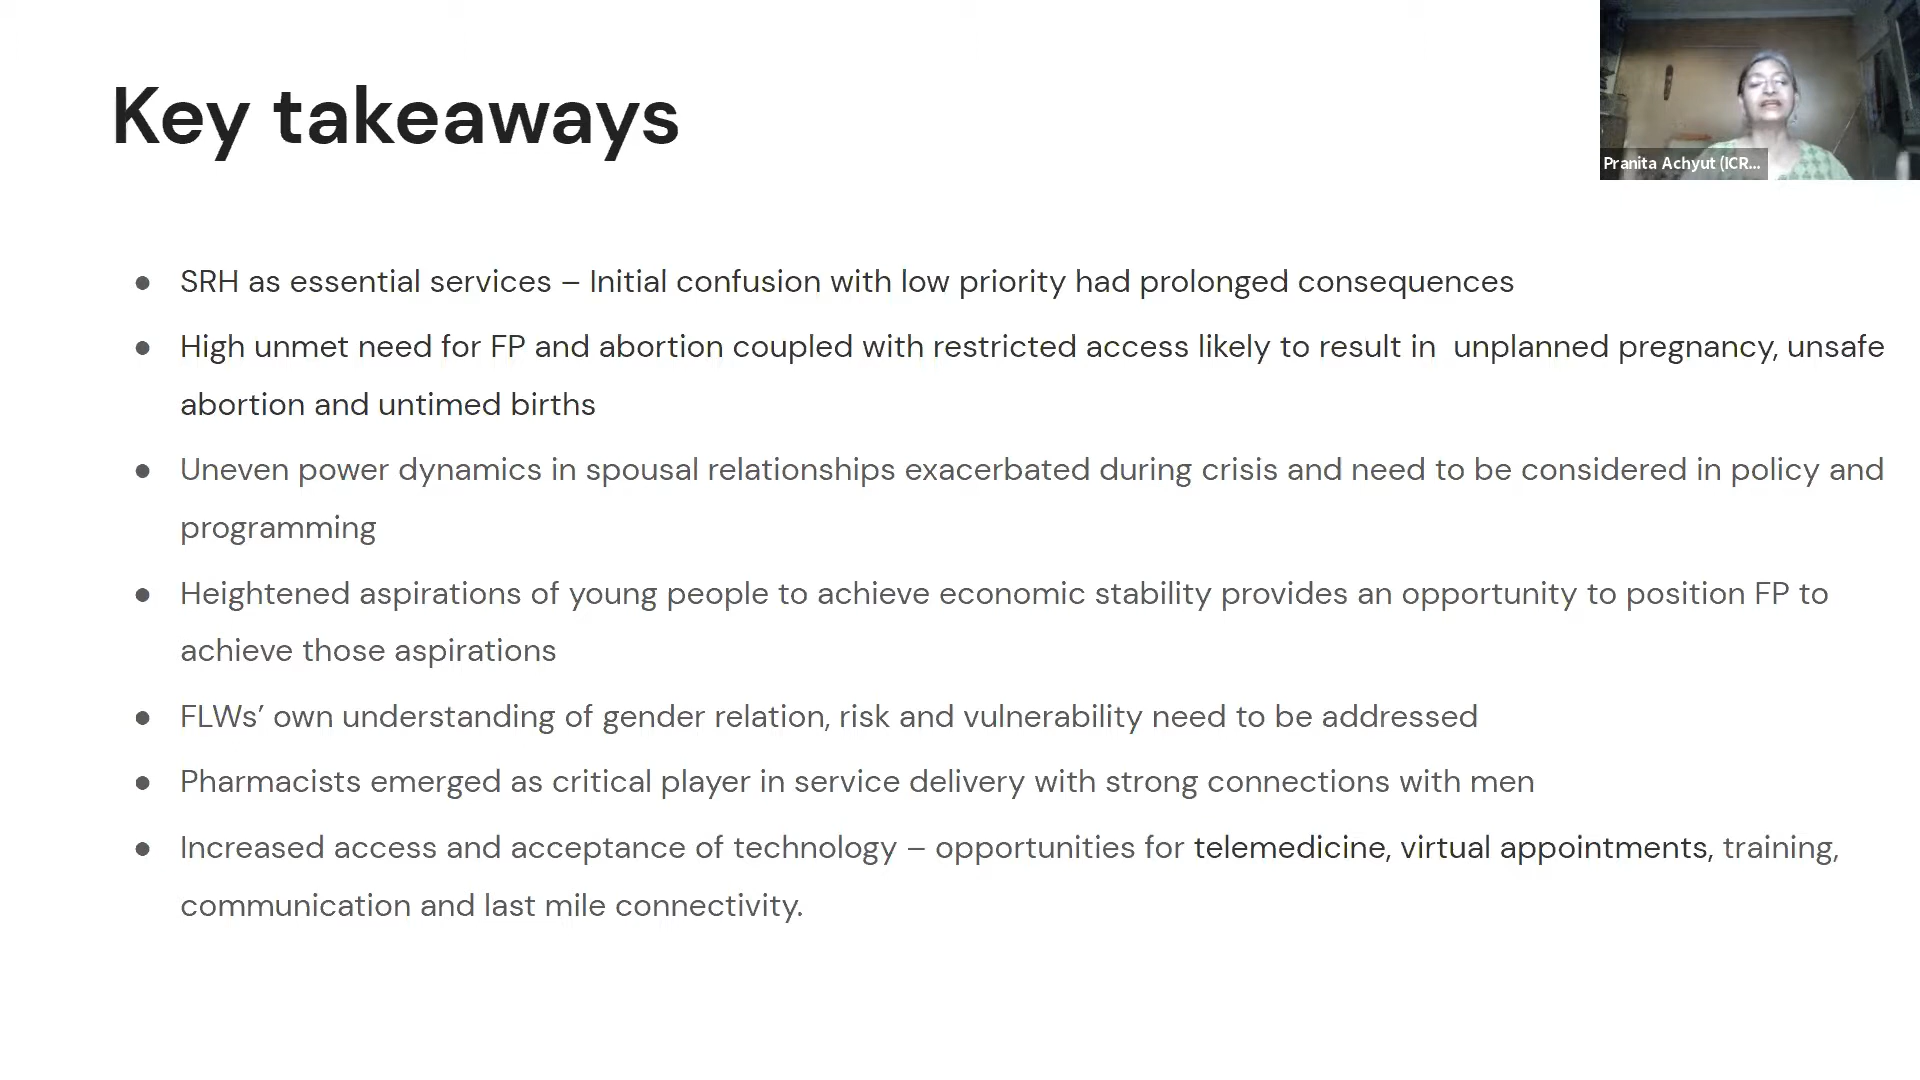 Key takeaways
Pranita Achyut (ICR...
● SRH as essential services – Initial confusion with low priority had prolonged consequences
● High unmet need for FP and abortion coupled with restricted access likely to result in  unplanned pregnancy, unsafe
abortion and untimed births
● Uneven power dynamics in spousal relationships exacerbated during crisis and need to be considered in policy and
programming
● Heightened aspirations of young people to achieve economic stability provides an opportunity to position FP to
achieve those aspirations
● FLWs’ own understanding of gender relation, risk and vulnerability need to be addressed
● Pharmacists emerged as critical player in service delivery with strong connections with men
● Increased access and acceptance of technology – opportunities for telemedicine, virtual appointments, training,
communication and last mile connectivity.